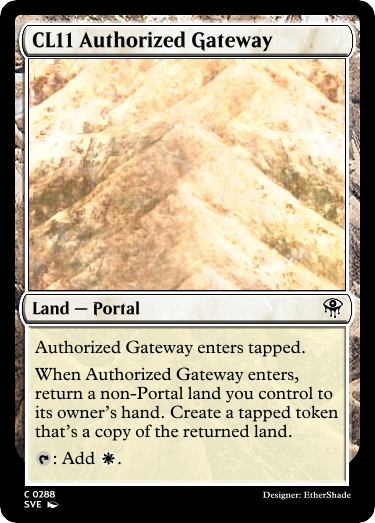 CL11 Authorized Gateway
Land — Portal
Authorized Gateway enters tapped.
When Authorized Gateway enters,
return a non-Portal land you control to
its owner's hand. Create a tapped token
that's a copy of the returned land.
: Add .
C 0288
SVE
Designer: EtherShade